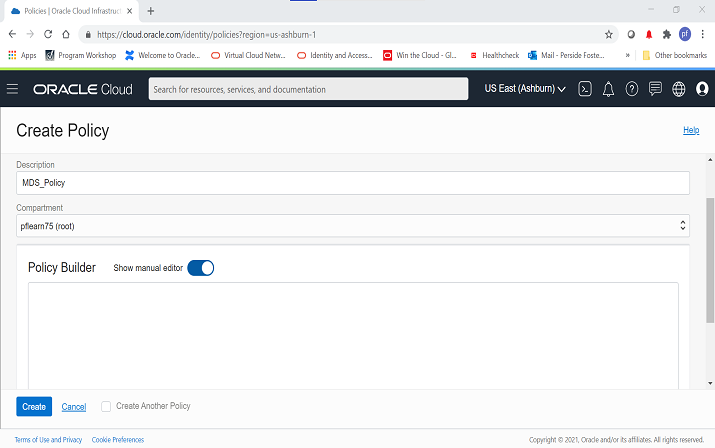 Policies | Oracle Cloud Infrastruct
https://cloud.oracle.com/identity/policies?region=us-ashburn-1
pf
Apps Program Workshop Welcome to Oracle... Virtual Cloud Netw... Identity and Access... Win the Cloud - Gl... Healthcheck Mail - Perside Foste... » Other bookmarks
ORACLE Cloud Search for resources, services, and documentation US East (Ashburn)
Create Policy Help
Description
MDS_Policy
Compartment
pflearn75 (root)
Policy Builder Show manual editor
Create Cancel Create Another Policy
Terms of Use and Privacy Cookie Preferences Copyright © 2021, Oracle and/or its affiliates. All rights reserved.